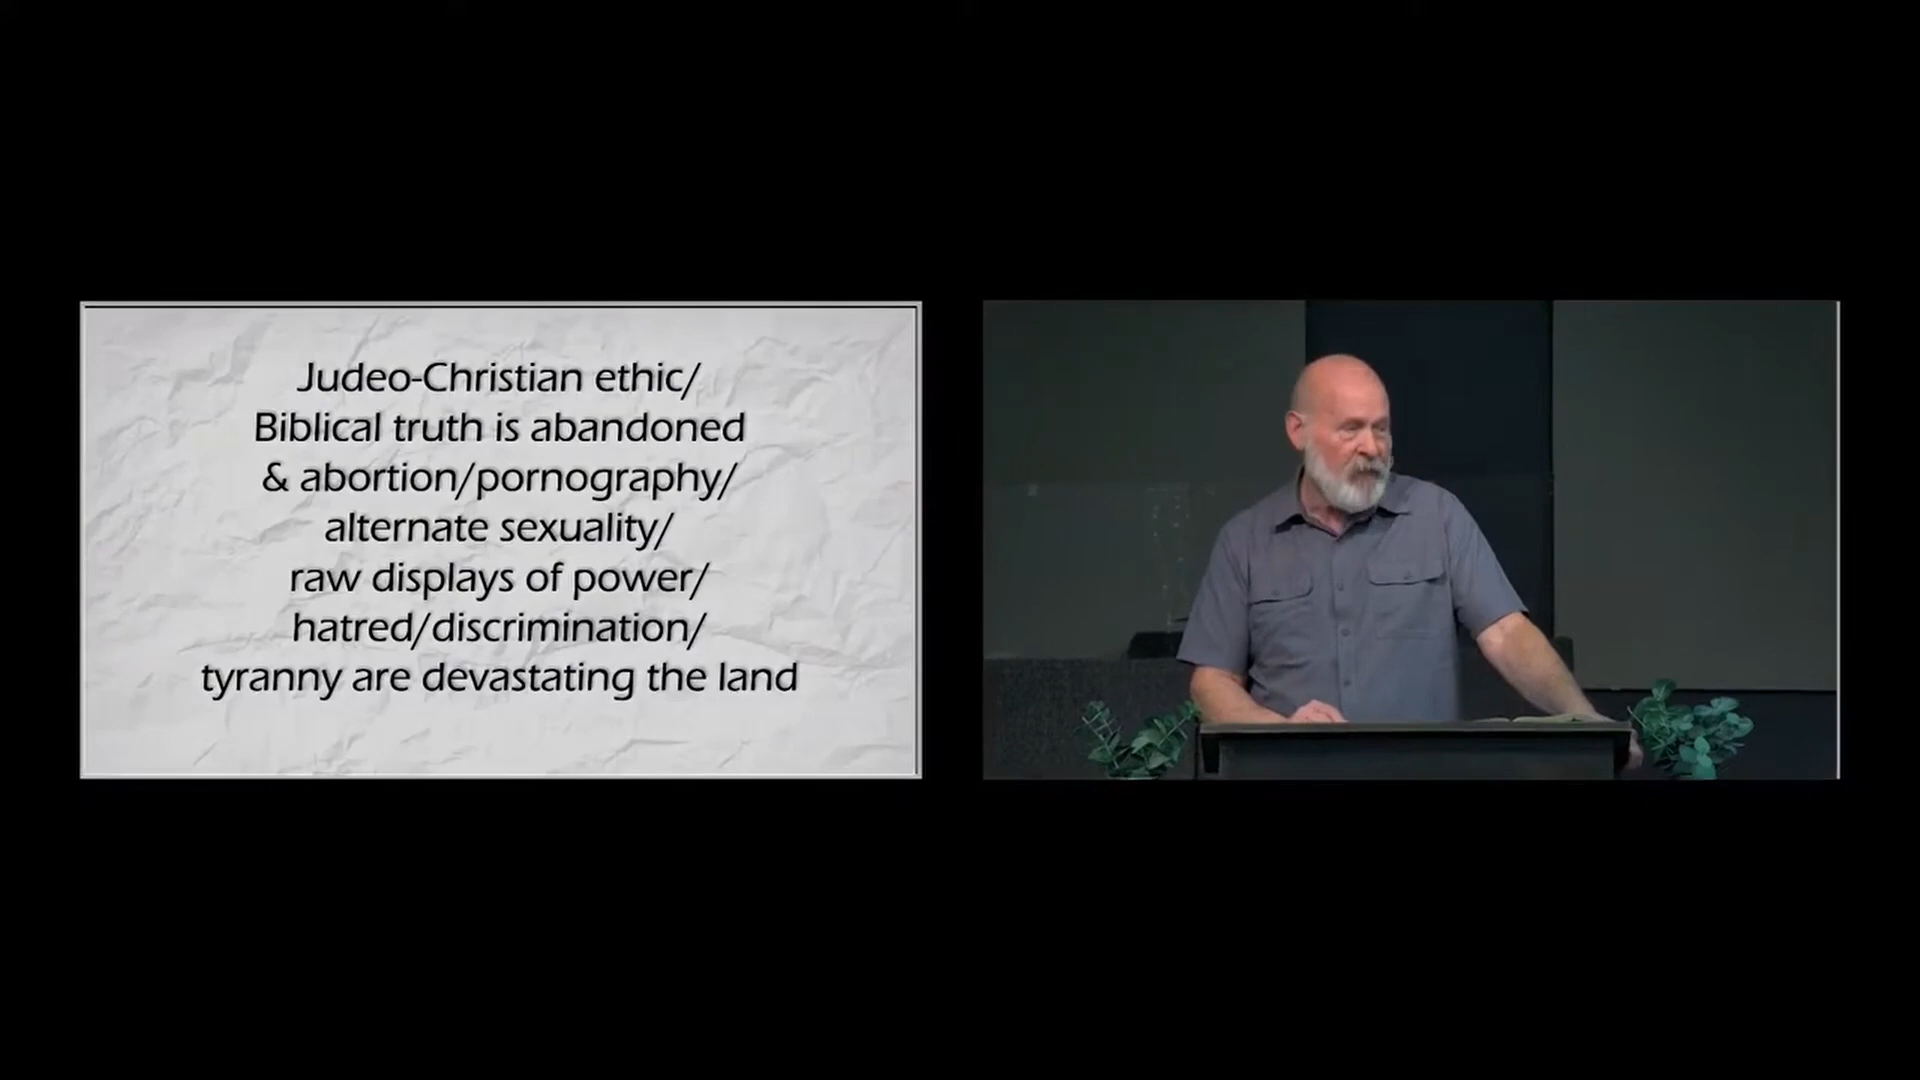 Judeo-Christian ethic/
Biblical truth is abandoned
& abortion/pornography/
alternate sexuality/
raw displays of power/
hatred/discrimination/
tyranny are devastating the land